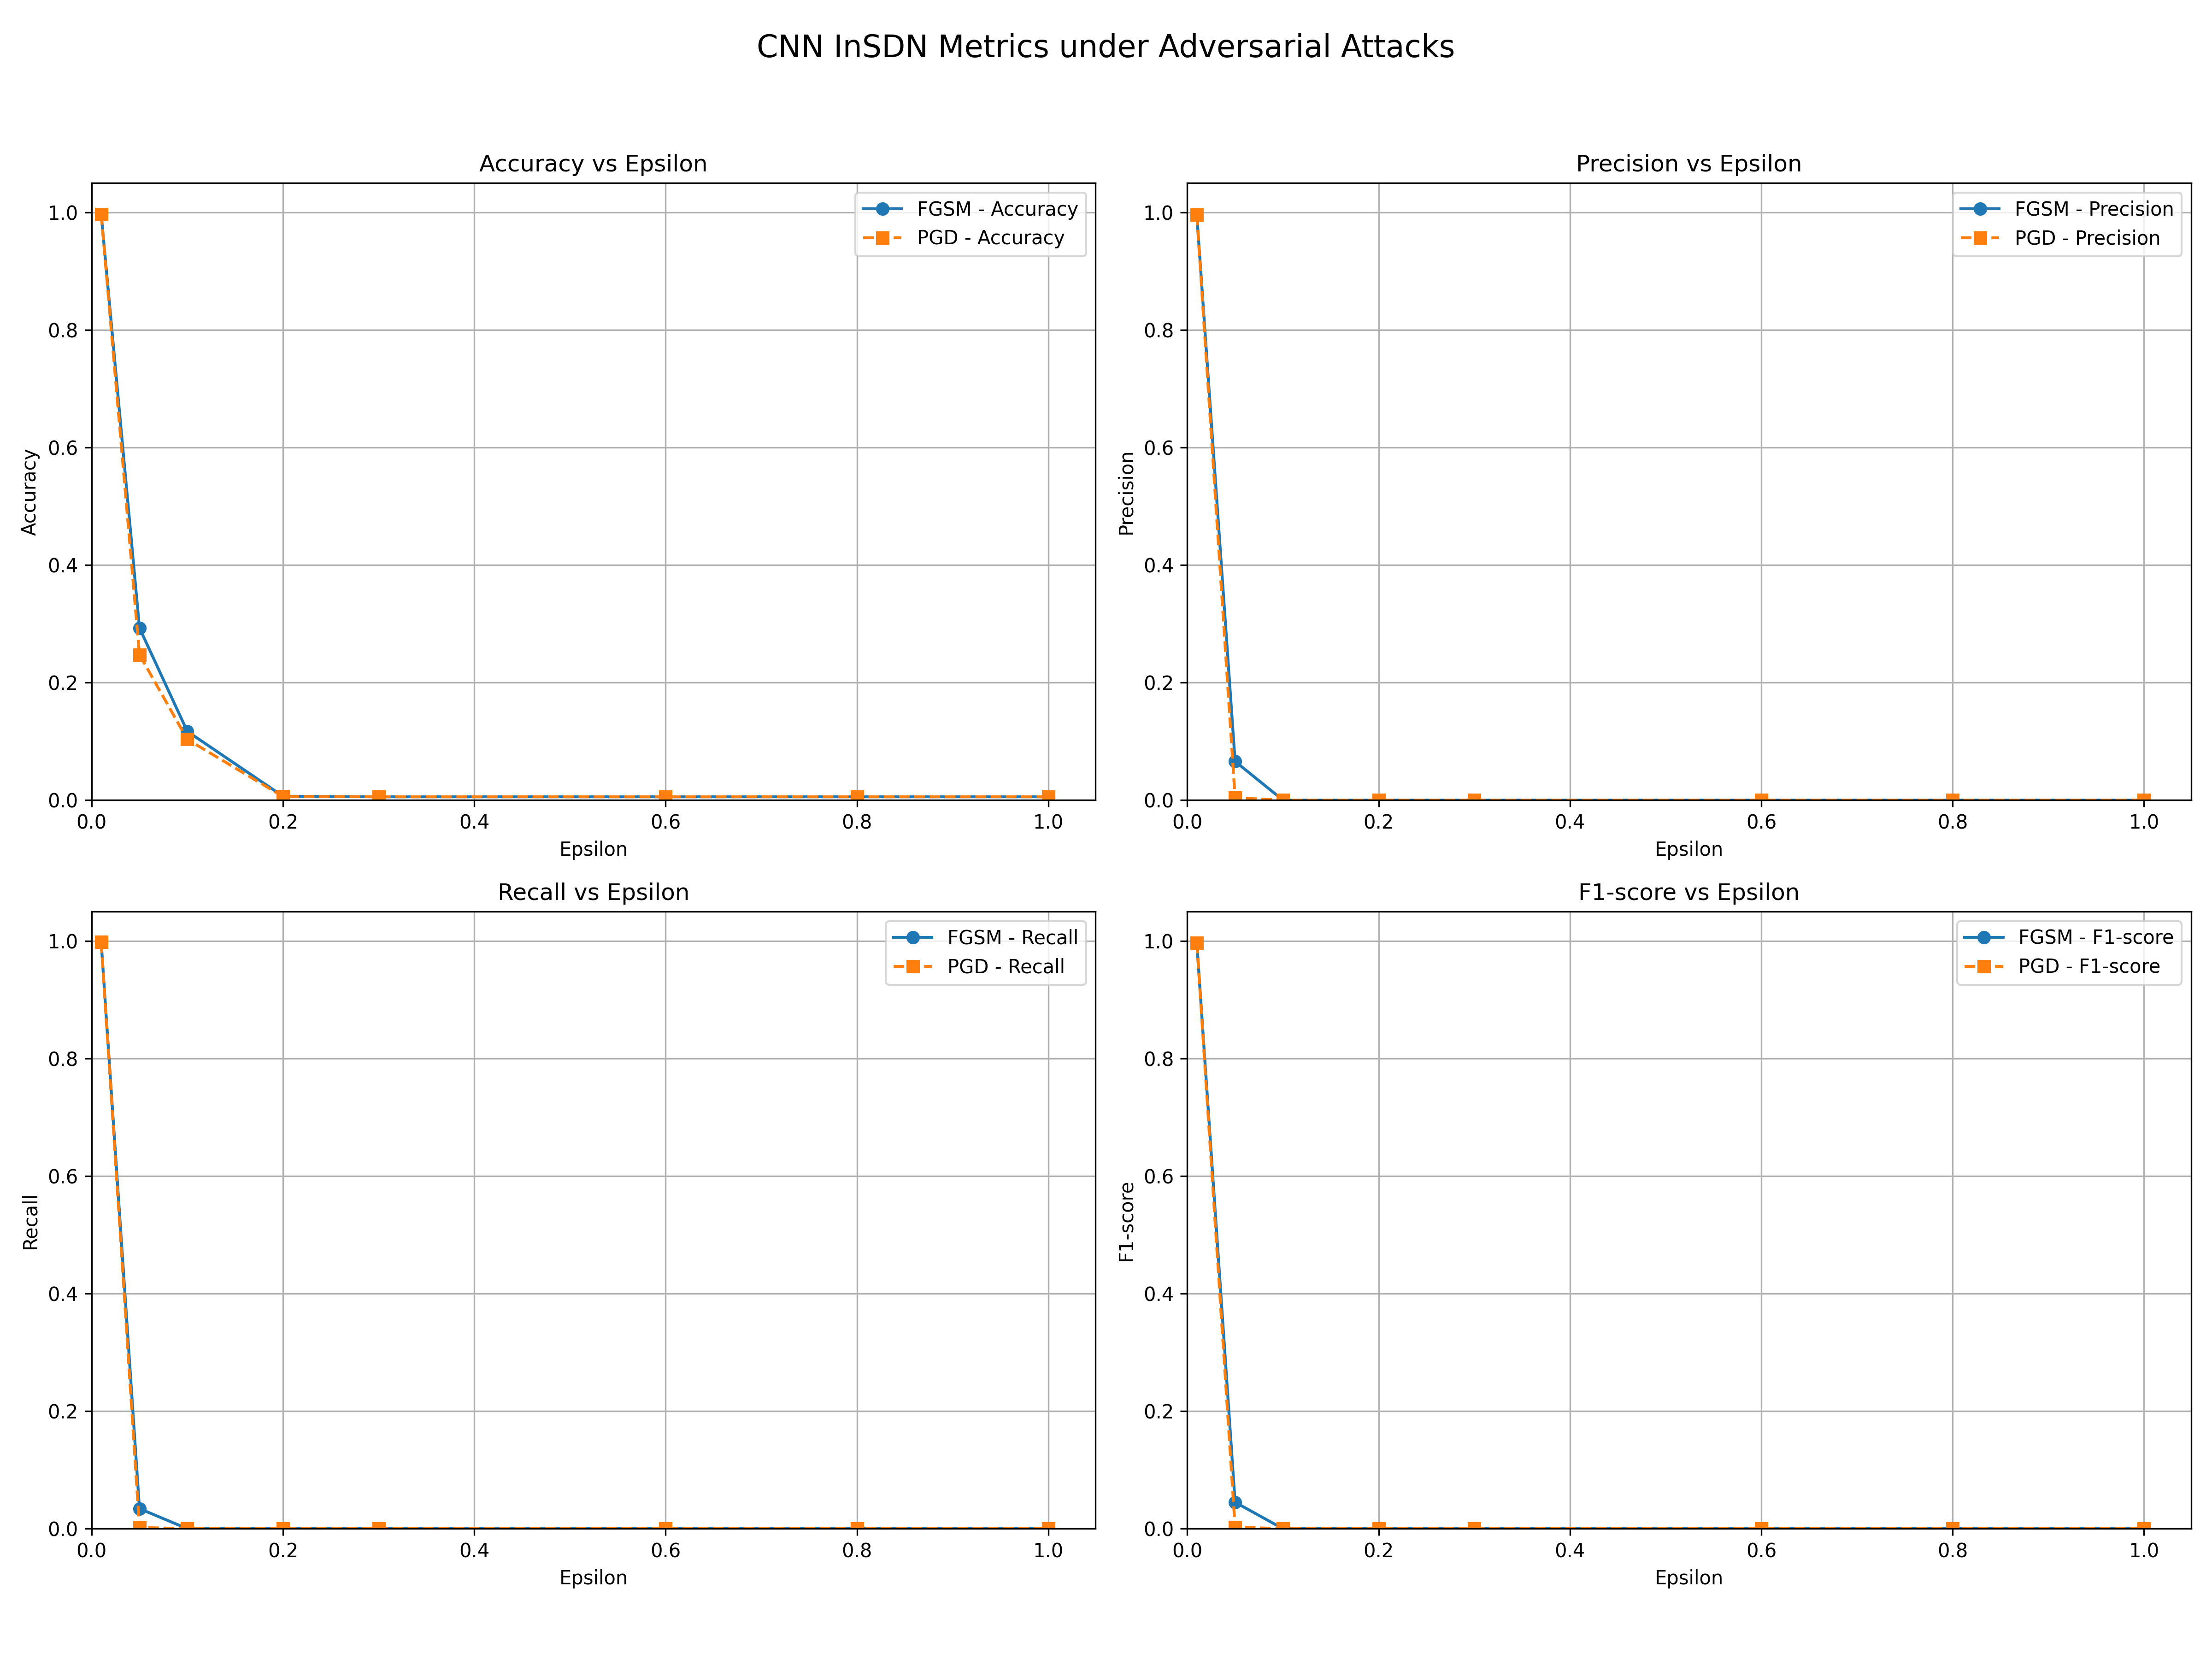 CNN InSDN Metrics under Adversarial Attacks
Accuracy vs Epsilon
FGSM - Accuracy
PGD - Accuracy
Accuracy
1.0
0.8
0.6
0.4
0.2
0.0
0.0 0.2 0.4 0.6 0.8 1.0
Epsilon
Precision vs Epsilon
FGSM - Precision
PGD - Precision
Precision
1.0
0.8
0.6
0.4
0.2
0.0
0.0 0.2 0.4 0.6 0.8 1.0
Epsilon
Recall vs Epsilon
FGSM - Recall
PGD - Recall
Recall
1.0
0.8
0.6
0.4
0.2
0.0
0.0 0.2 0.4 0.6 0.8 1.0
Epsilon
F1-score vs Epsilon
FGSM - F1-score
PGD - F1-score
F1-score
1.0
0.8
0.6
0.4
0.2
0.0
0.0 0.2 0.4 0.6 0.8 1.0
Epsilon